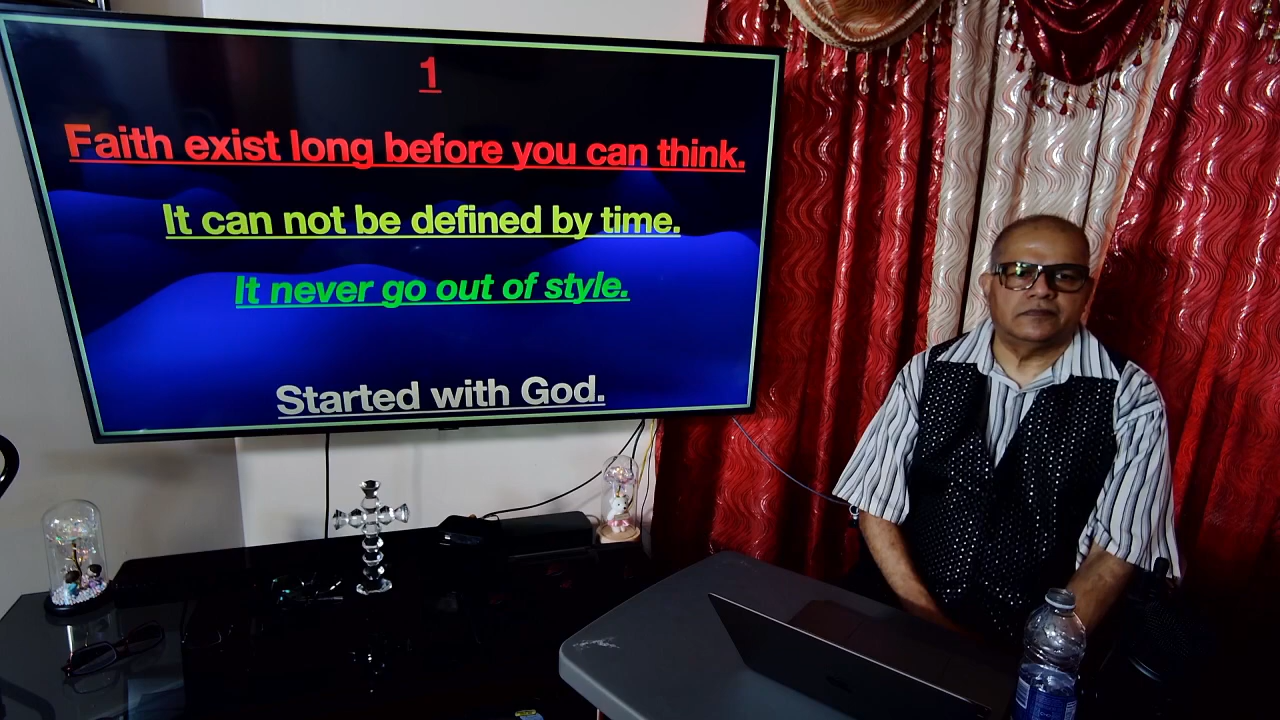 1
Faith exist long before you can think.
It can not be defined by time.
It never go out of style.
Started with God.